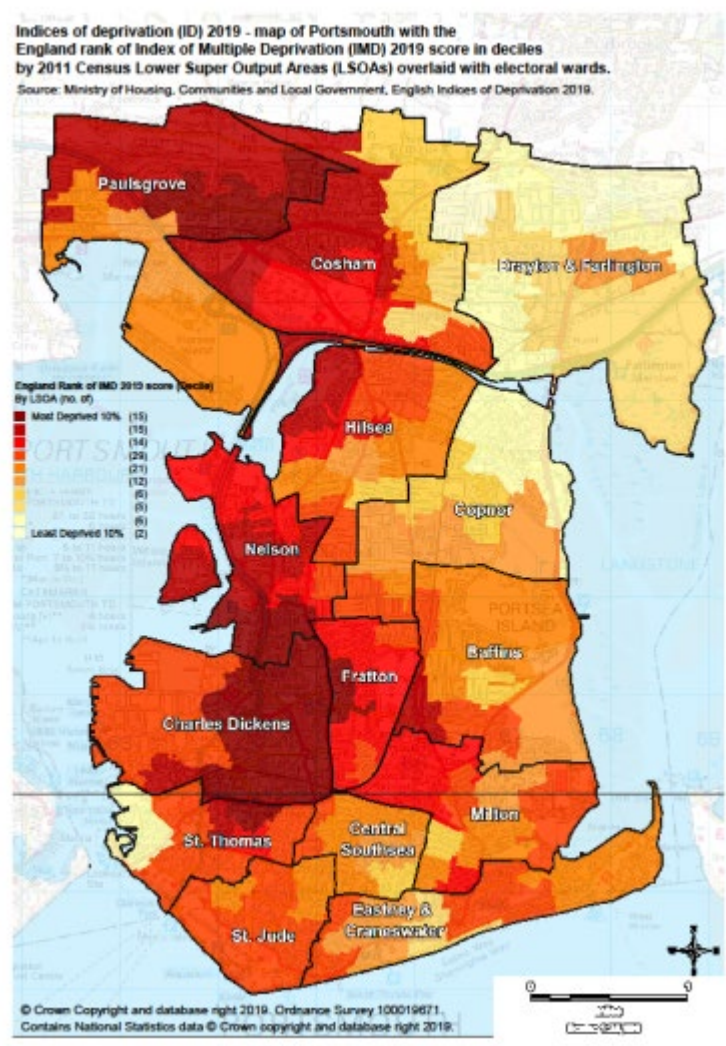 Indices of deprivation (ID) 2019 - map of Portsmouth with the
England rank of Index of Multiple Deprivation (IMD) 2019 score in deciles
by 2011 Census Lower Super Output Areas (LSOAs) overlaid with electoral wards.
Source: Ministry of Housing, Communities and Local Government, English Indices of Deprivation 2019.
Paulsgrove
Cosham
Drayton & Farlington
England Rank of IMD 2019 score (Decile)
By LSOA (no. of)
Most Deprived 10% (15)
(15)
(14)
(29)
(21)
(12)
(6)
(5)
(6)
Least Deprived 10% (2)
Hilsea
Copnor
Nelson
LANGSTONE
PORTSEA
ISLAND
Baffins
Fratton
Charles Dickens
Milton
Central
Southsea
St. Thomas
Eastney &
Craneswater
St. Jude
N
0
© Crown Copyright and database right 2019. Ordnance Survey 100019671.
Contains National Statistics data © Crown copyright and database right 2019.